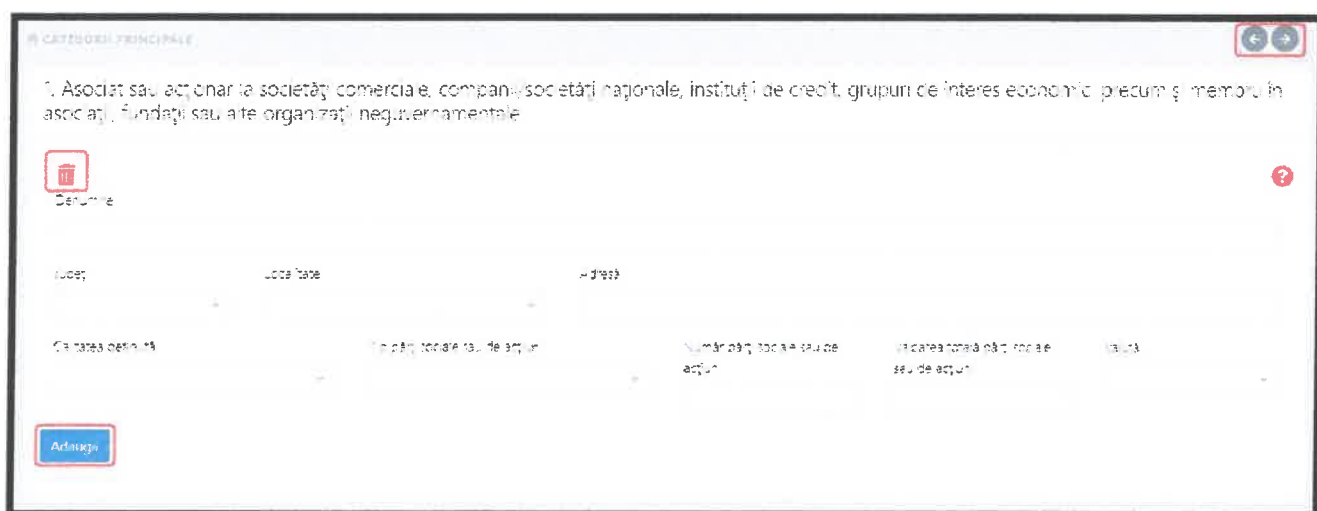 CATEGORII PRINCIPALE
1. Asociat sau acționar la societăți comerciale, companii/societăți naționale, instituții de credit, grupuri de interes economic, precum și membru în
asociații, fundații sau alte organizații neguvernamentale
Denumire
Județ Localitate Adresă
Calitatea deținută Tip părți sociale sau de acțiuni Număr părți sociale sau de acțiuni Valoarea totală părți sociale sau de acțiuni Valută
Adauga